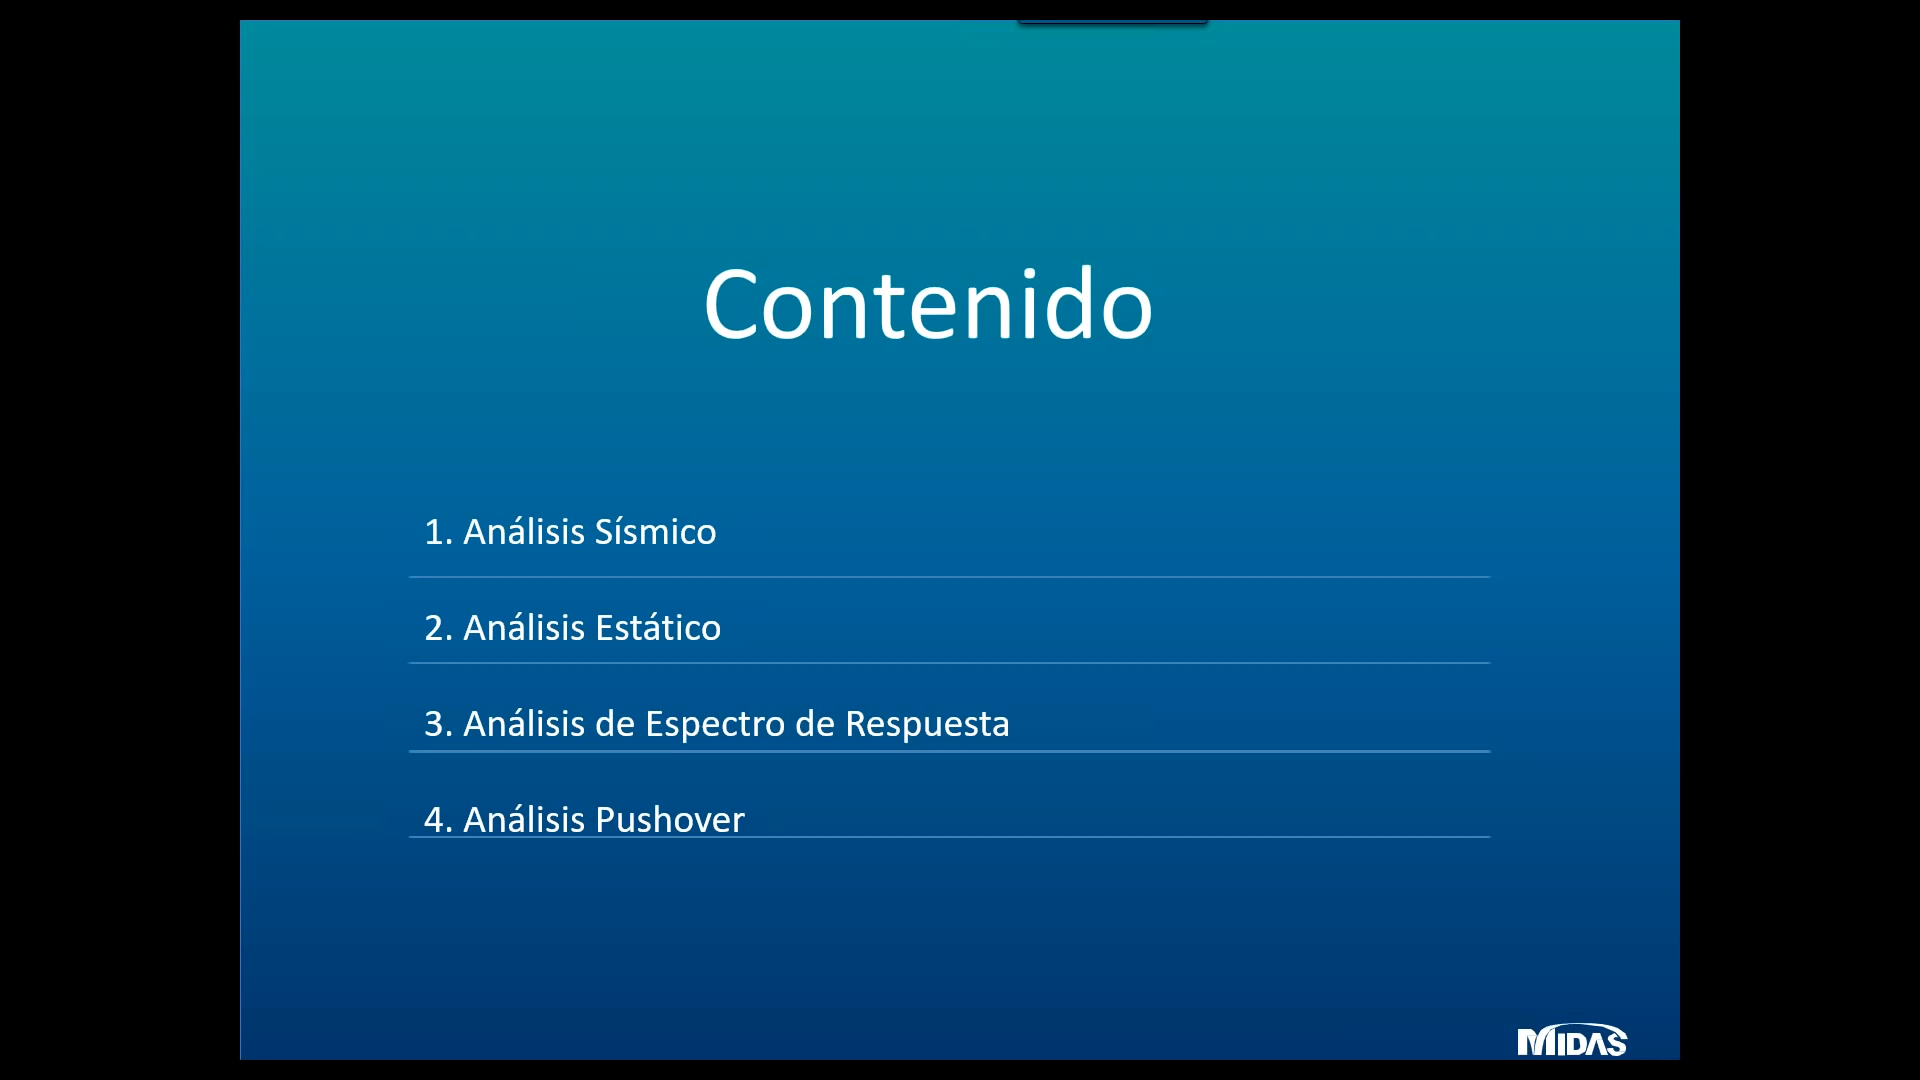 Contenido
1. Análisis Sísmico
2. Análisis Estático
3. Análisis de Espectro de Respuesta
4. Análisis Pushover
MIDAS